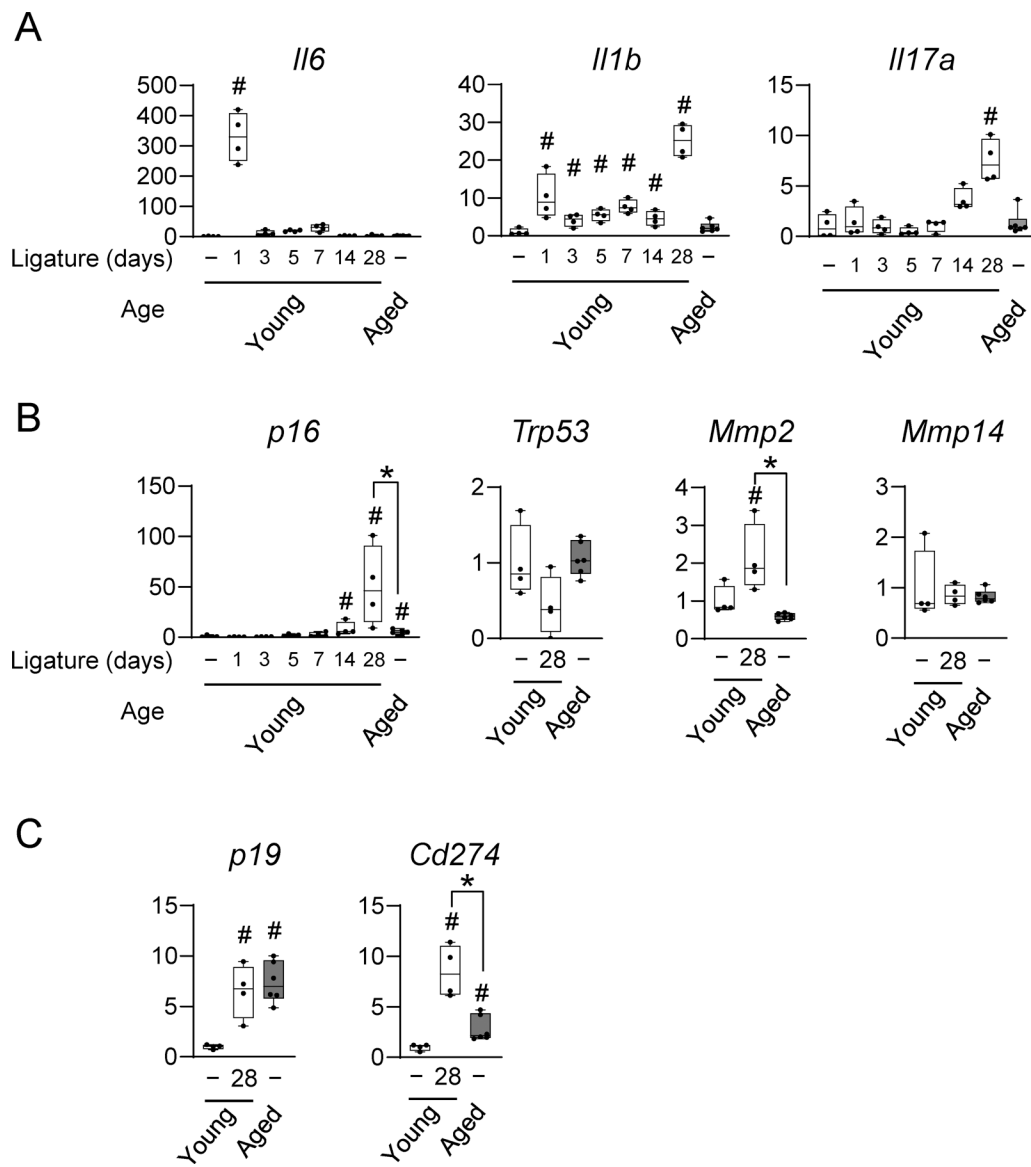 A
Il6 Il1b Il17a
500 400 300 200 100 0
#
40 30 20 10 0
# # # # # #
15 10 5 0
#
Ligature (days) – 1 3 5 7 14 28 – – 1 3 5 7 14 28 – – 1 3 5 7 14 28 –
Age Young Aged Young Aged Young Aged
B
p16 Trp53 Mmp2 Mmp14
150 100 50 0
# # * #
2 1 0
4 3 2 1 0
# *
3 2 1 0
Ligature (days) – 1 3 5 7 14 28 – – 28 – – 28 – – 28 –
Age Young Aged Young Aged Young Aged Young Aged
C
p19 Cd274
15 10 5 0
# #
15 10 5 0
# * #
– 28 – – 28 –
Young Aged Young Aged